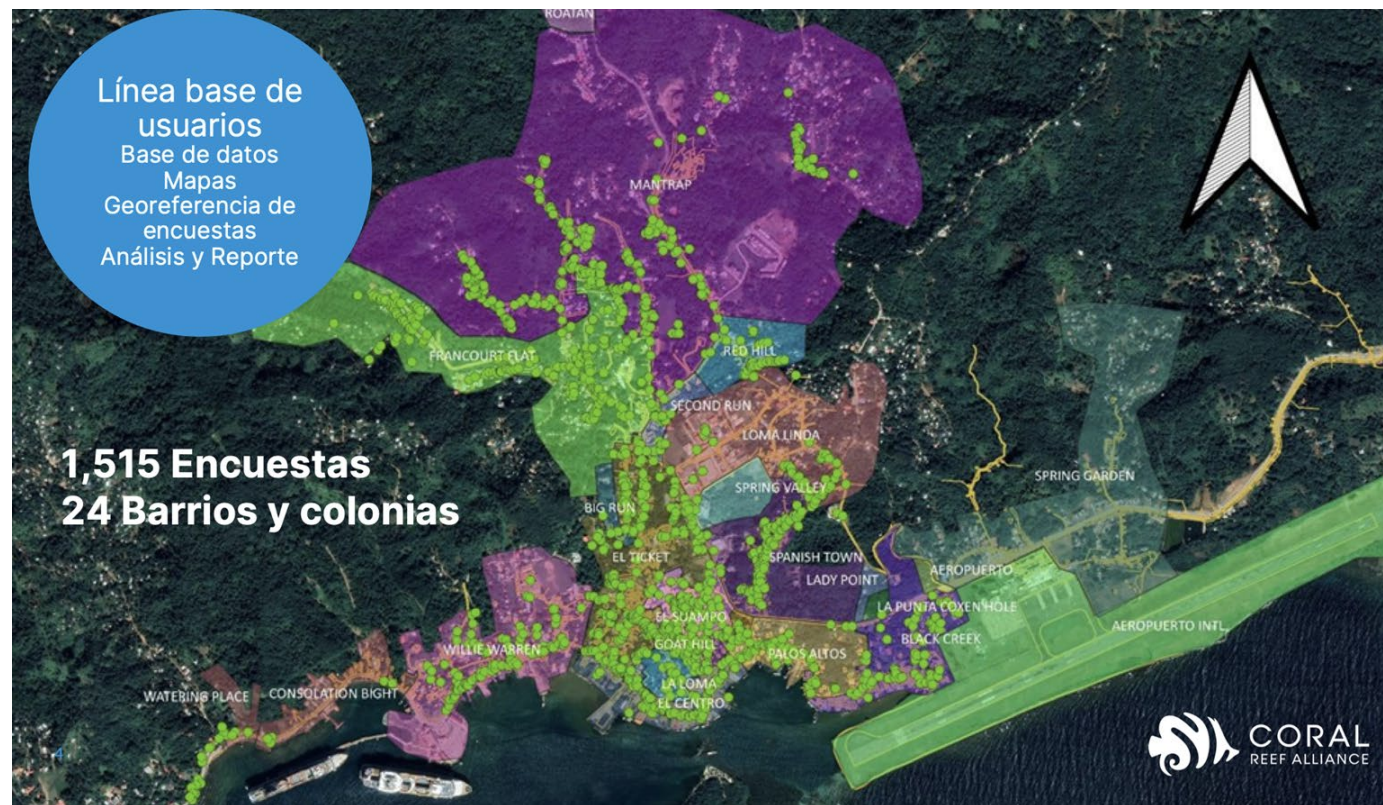 ROATAN
Línea base de
usuarios
Base de datos
Mapas
Georeferencia de
encuestas
Análisis y Reporte
MANTRAP
FRANCOURT FLAT
RED HILL
SECOND RUN
LOMA LINDA
1,515 Encuestas
24 Barrios y colonias
SPRING VALLEY
SPRING GARDEN
BIG RUN
EL TICKET
SPANISH TOWN
LADY POINT
AEROPUERTO
LA PUNTA COXEN HOLE
EL SUAMPO
AEROPUERTO INTL.
GOAT HILL
BLACK CREEK
WILLIE WARREN
PALOS ALTOS
LA LOMA
WATERING PLACE
CONSOLATION BIGHT
EL CENTRO
4
CORAL
REEF ALLIANCE